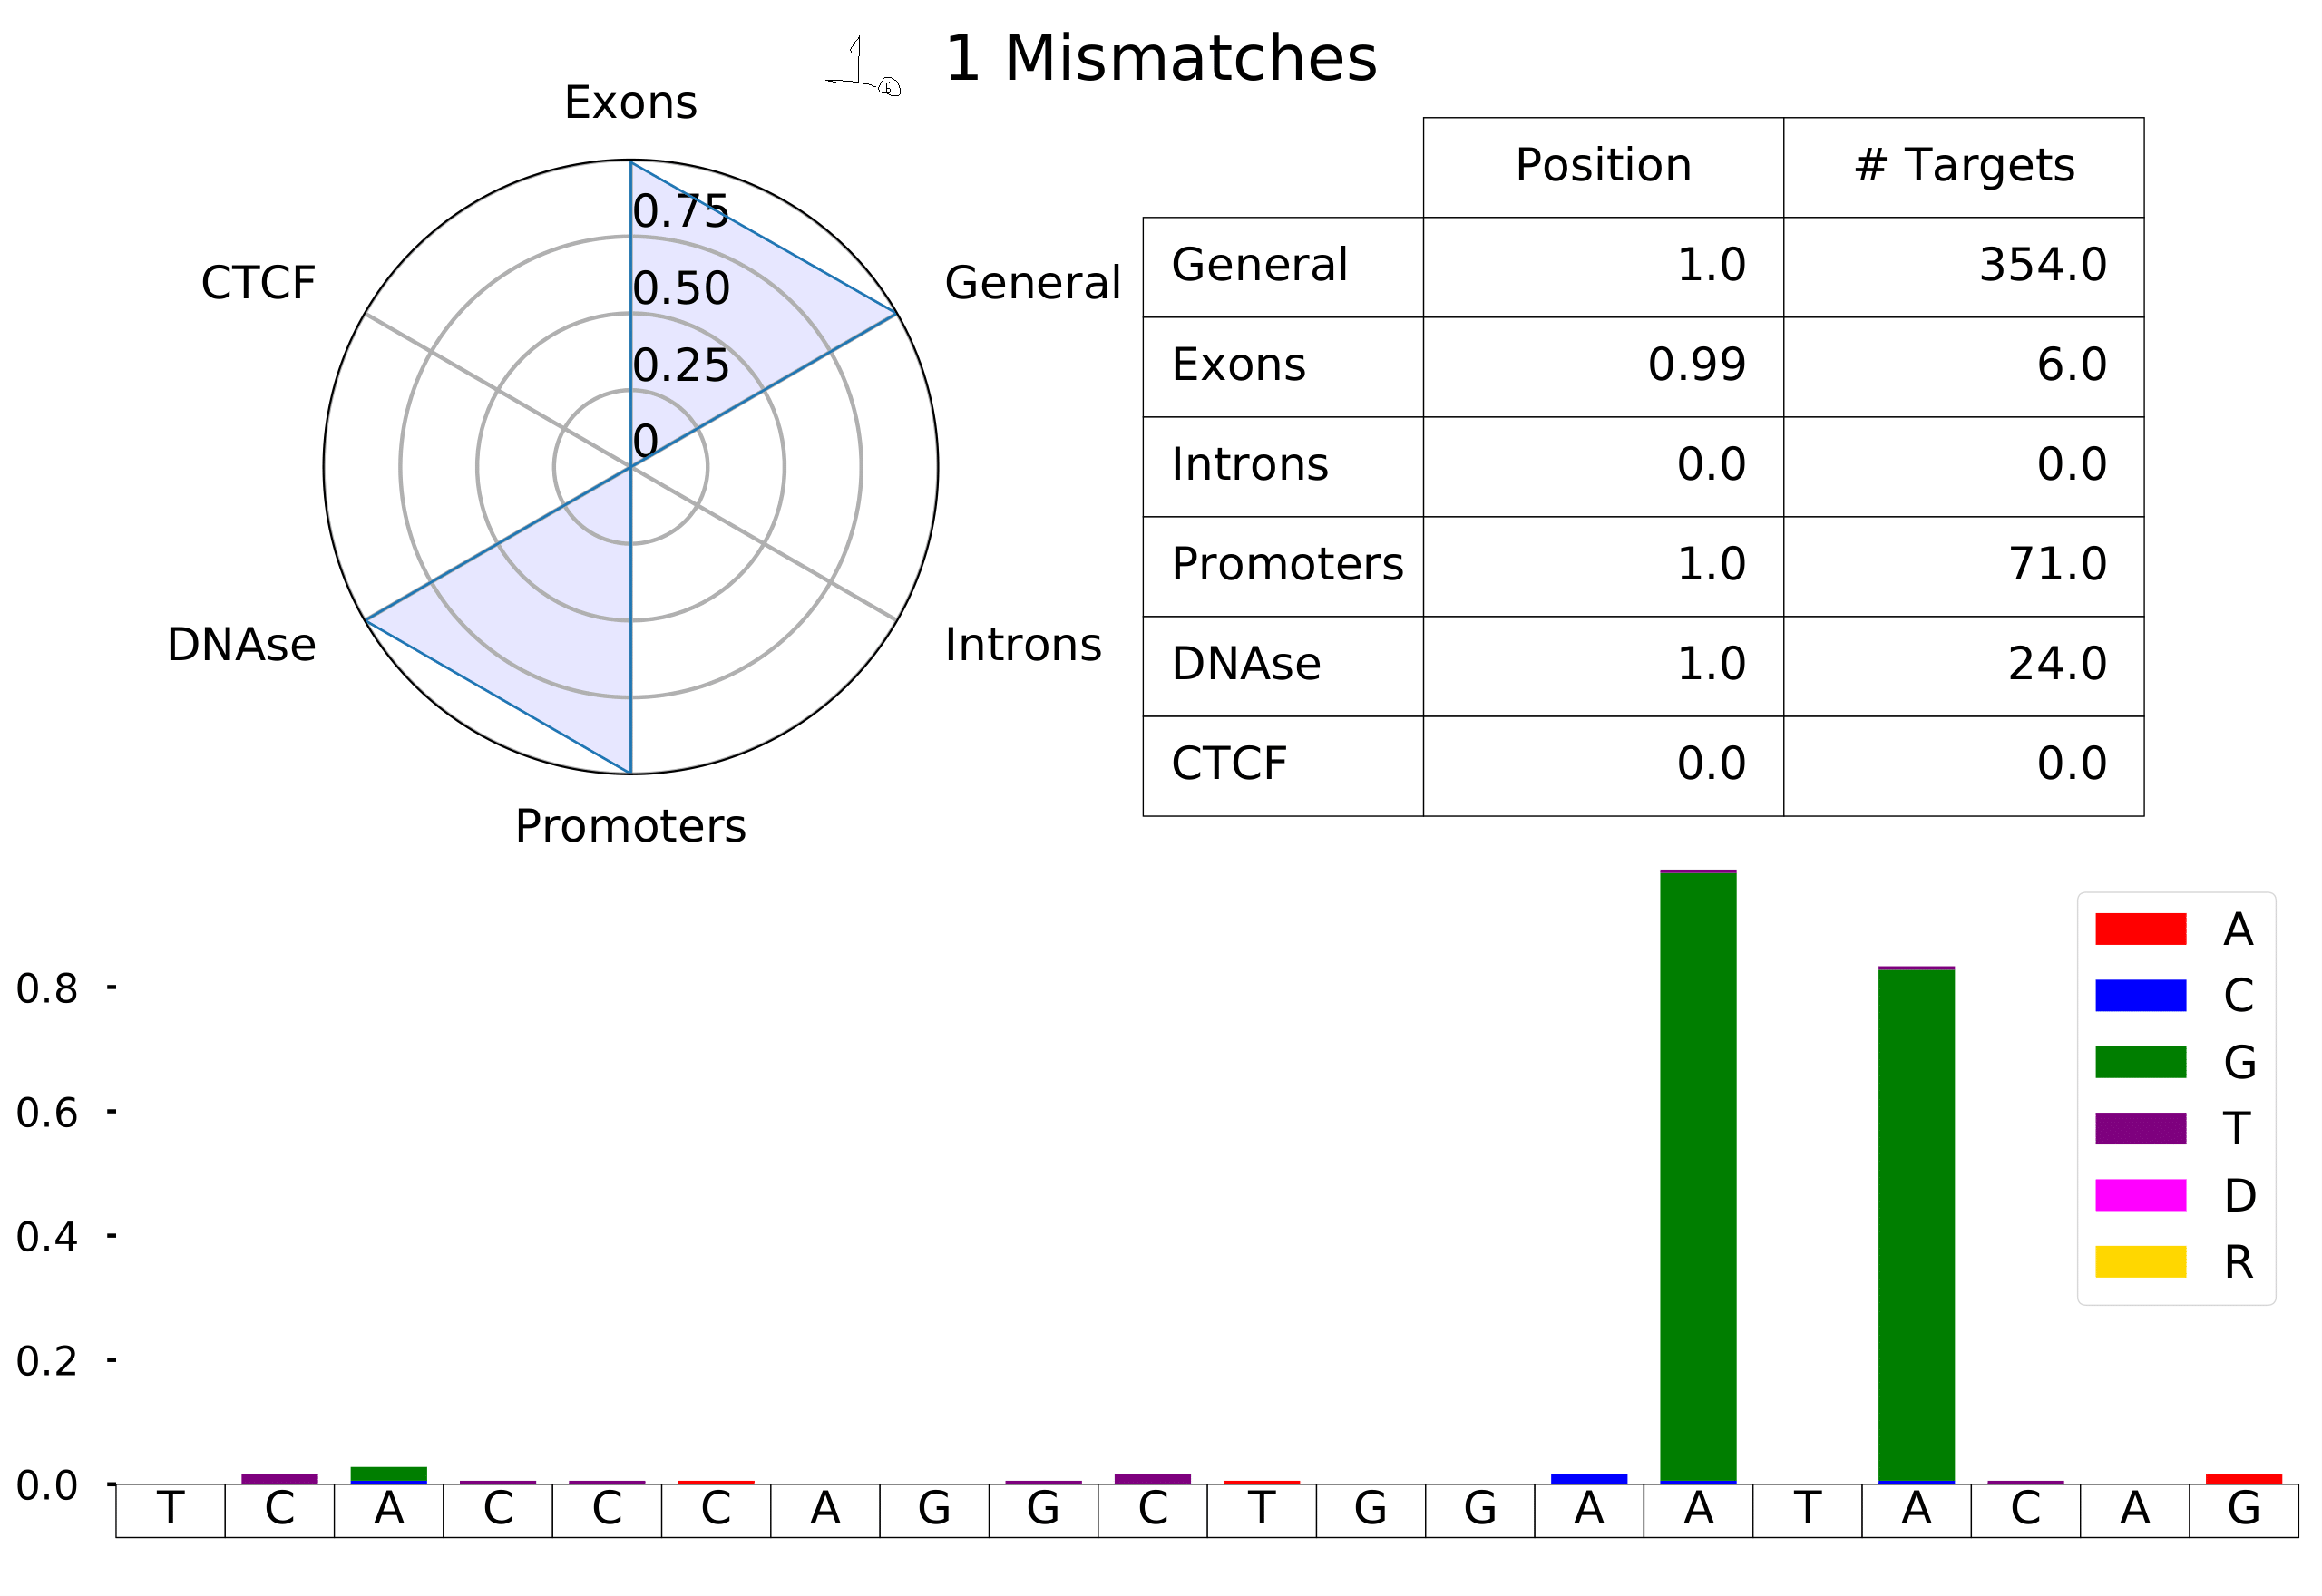 1 Mismatches
Exons
General
Introns
Promoters
DNAse
CTCF
0.75
0.50
0.25
0
Position # Targets
General 1.0 354.0
Exons 0.99 6.0
Introns 0.0 0.0
Promoters 1.0 71.0
DNAse 1.0 24.0
CTCF 0.0 0.0
0.8
0.6
0.4
0.2
0.0
A
C
G
T
D
R
T C A C C C A G G C T G G A A T A C A G